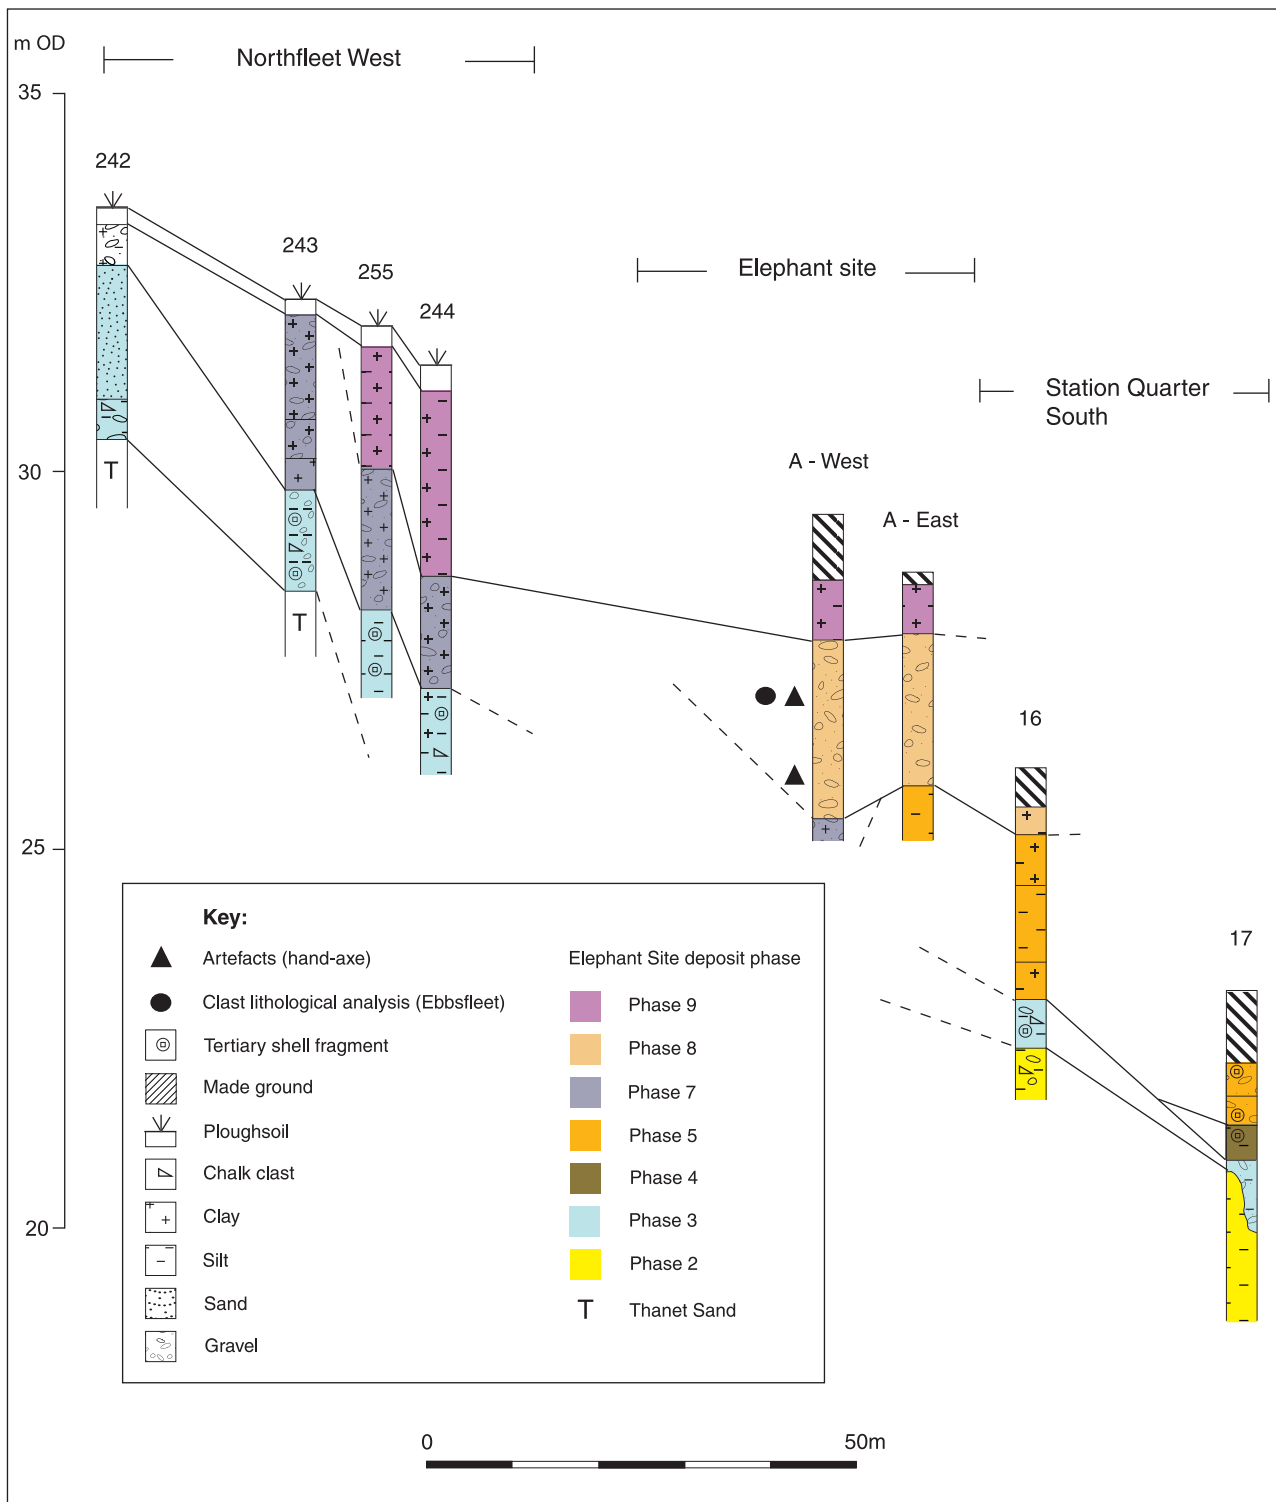 m OD
Northfleet West
35
242
243
255
244
Elephant site
Station Quarter
South
30
T
A - West
A - East
T
16
25
17
20
Key:
Artefacts (hand-axe)
Clast lithological analysis (Ebbsfleet)
Tertiary shell fragment
Made ground
Ploughsoil
Chalk clast
Clay
Silt
Sand
Gravel
Elephant Site deposit phase
Phase 9
Phase 8
Phase 7
Phase 5
Phase 4
Phase 3
Phase 2
T Thanet Sand
0 50m